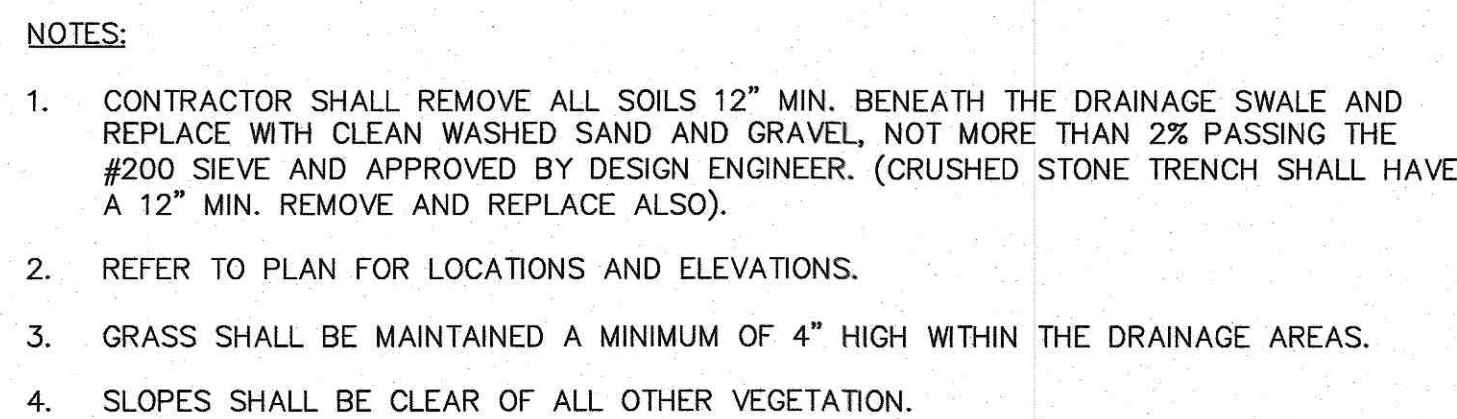 NOTES:
1. CONTRACTOR SHALL REMOVE ALL SOILS 12" MIN. BENEATH THE DRAINAGE SWALE AND
REPLACE WITH CLEAN WASHED SAND AND GRAVEL, NOT MORE THAN 2% PASSING THE
#200 SIEVE AND APPROVED BY DESIGN ENGINEER. (CRUSHED STONE TRENCH SHALL HAVE
A 12" MIN. REMOVE AND REPLACE ALSO).
2. REFER TO PLAN FOR LOCATIONS AND ELEVATIONS.
3. GRASS SHALL BE MAINTAINED A MINIMUM OF 4" HIGH WITHIN THE DRAINAGE AREAS.
4. SLOPES SHALL BE CLEAR OF ALL OTHER VEGETATION.